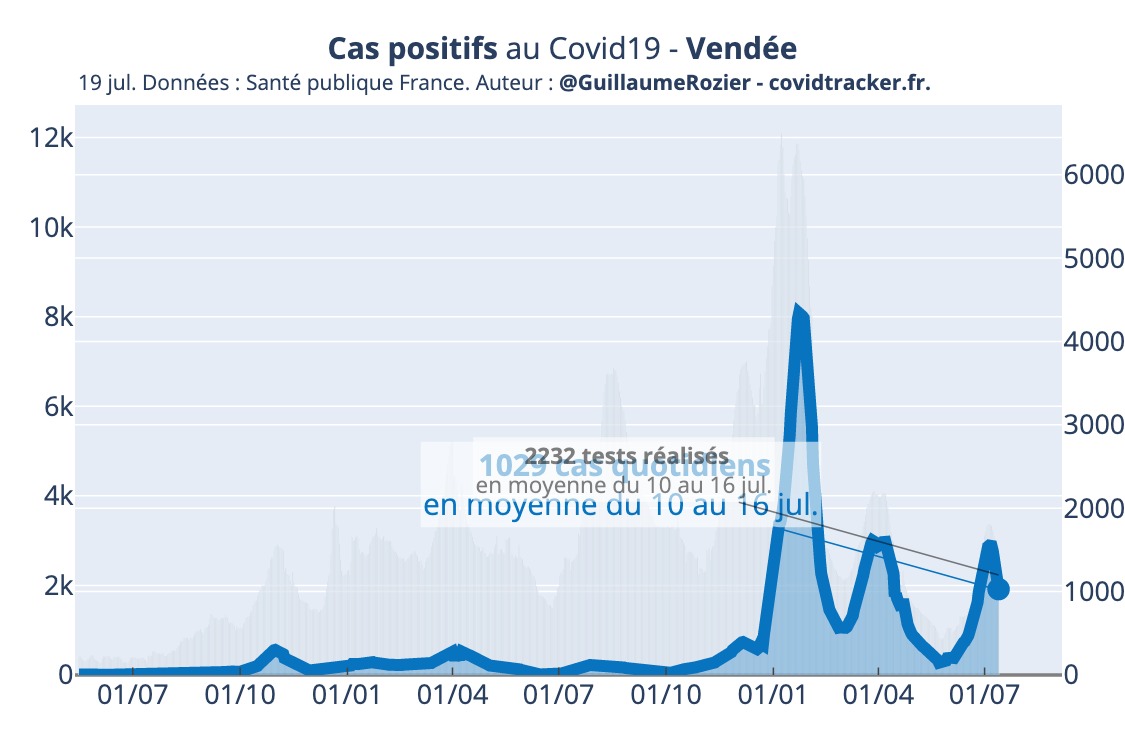 Cas positifs au Covid19 - Vendée
19 jul. Données : Santé publique France. Auteur : @GuillaumeRozier - covidtracker.fr.
12k
10k
8k
6k
4k
2k
0
6000
5000
4000
3000
2000
1000
0
2232 tests réalisés
en moyenne du 10 au 16 jul.
1029 cas quotidiens
en moyenne du 10 au 16 jul.
01/07 01/10 01/01 01/04 01/07 01/10 01/01 01/04 01/07